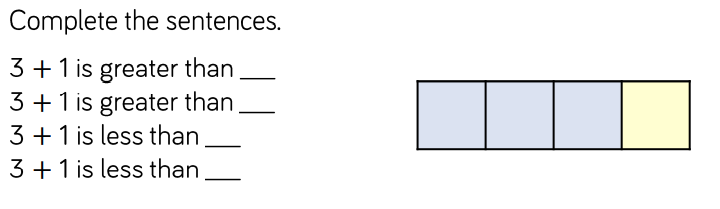 Complete the sentences.
3 + 1 is greater than ___
3 + 1 is greater than ___
3 + 1 is less than ___
3 + 1 is less than ___